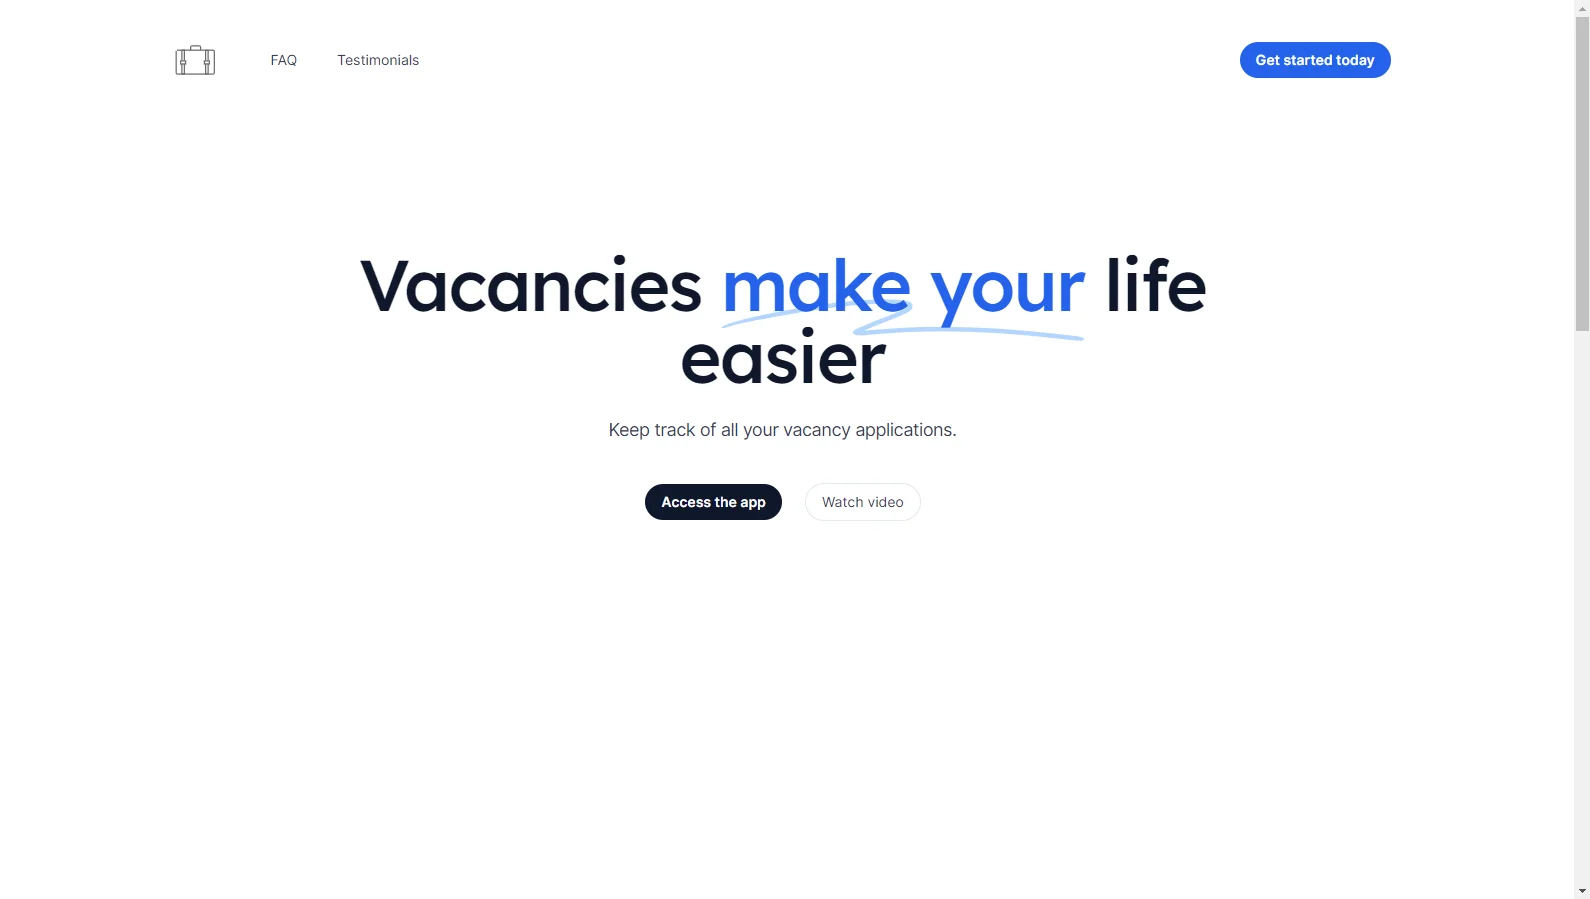 FAQ
Testimonials
Get started today
Vacancies make your life
easier
Keep track of all your vacancy applications.
Access the app
Watch video